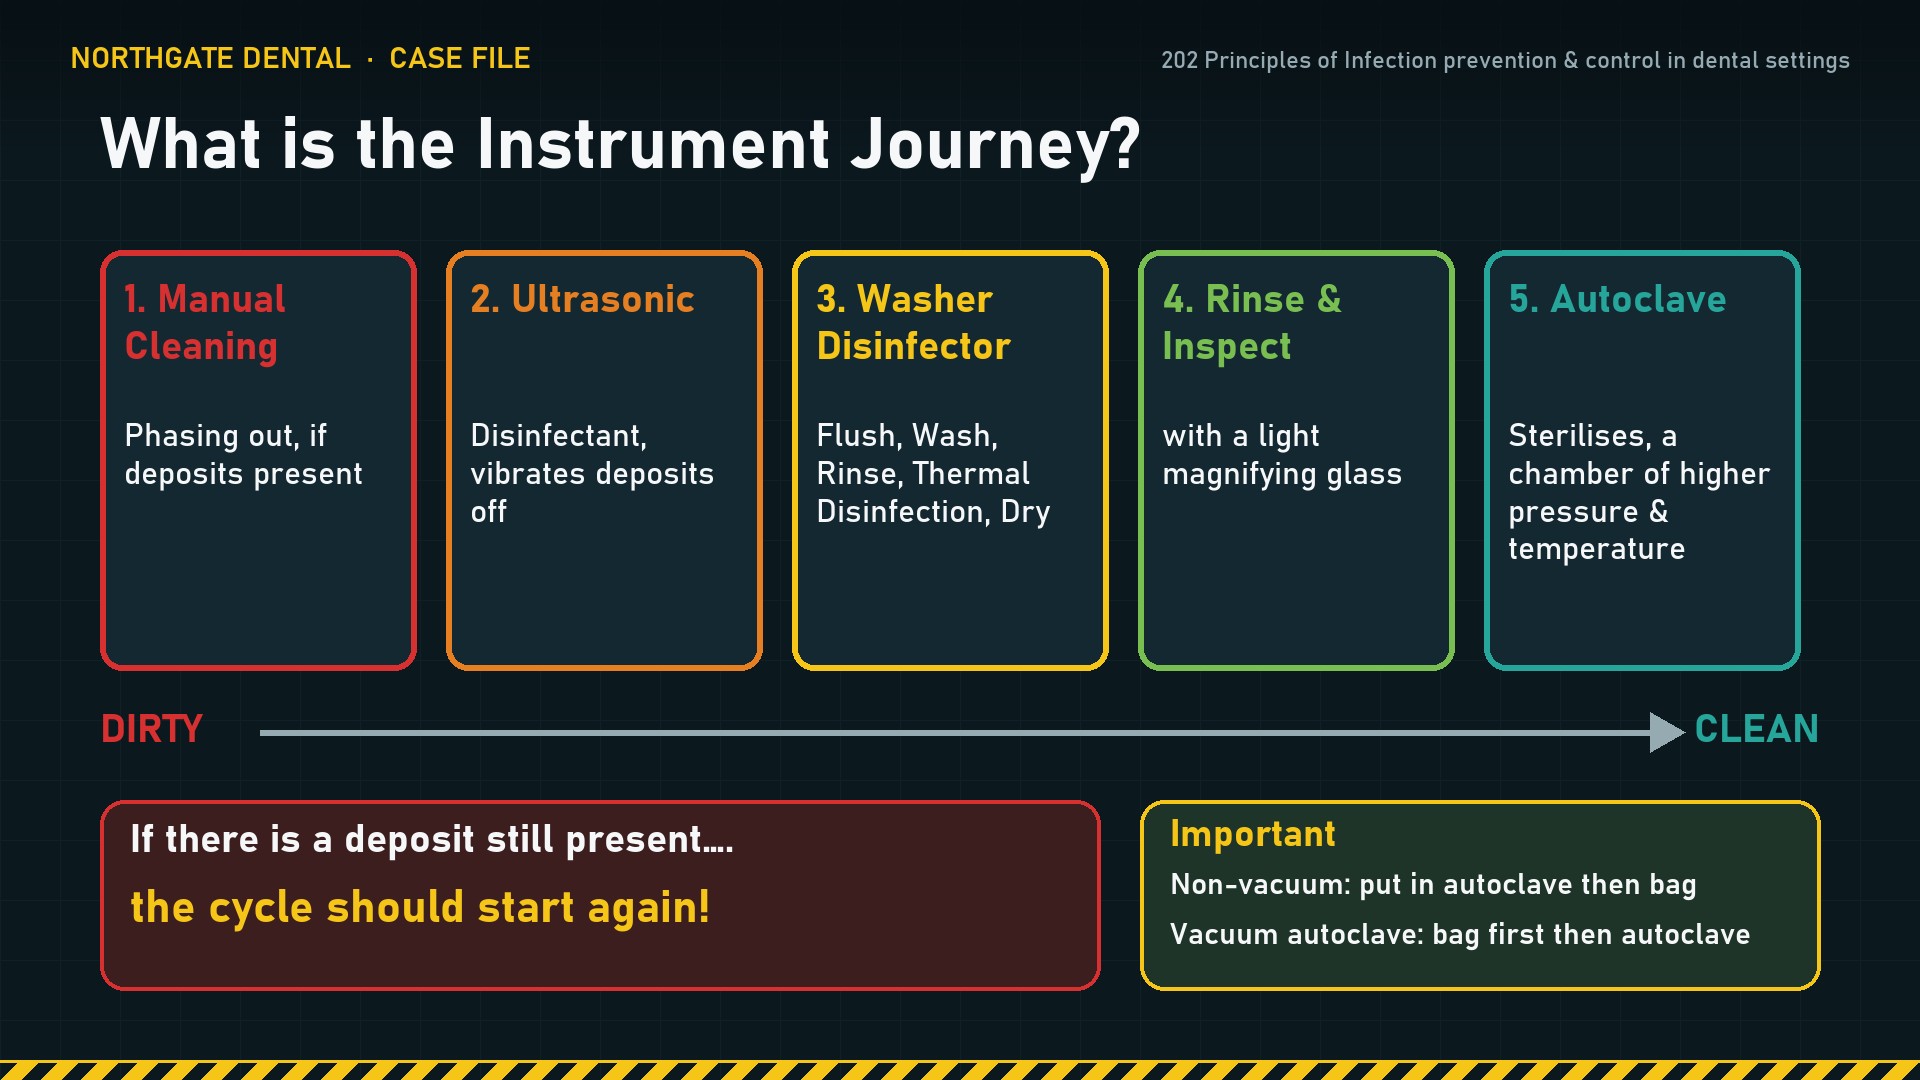 NORTHGATE DENTAL · CASE FILE
202 Principles of Infection prevention & control in dental settings
What is the Instrument Journey?
1. Manual
Cleaning
Phasing out, if
deposits present
2. Ultrasonic
Disinfectant,
vibrates deposits
off
3. Washer
Disinfector
Flush, Wash,
Rinse, Thermal
Disinfection, Dry
4. Rinse &
Inspect
with a light
magnifying glass
5. Autoclave
Sterilises, a
chamber of higher
pressure &
temperature
DIRTY
CLEAN
If there is a deposit still present....
the cycle should start again!
Important
Non-vacuum: put in autoclave then bag
Vacuum autoclave: bag first then autoclave